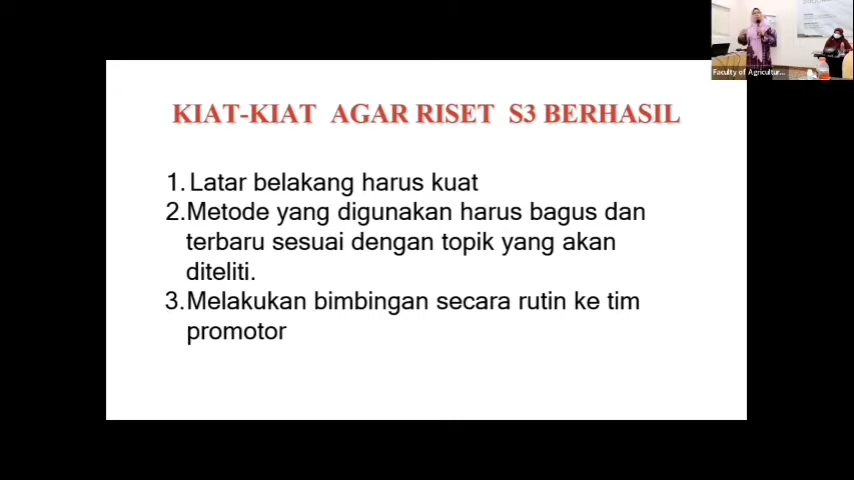 Faculty of Agricultur...
KIAT-KIAT AGAR RISET S3 BERHASIL
1. Latar belakang harus kuat
2.Metode yang digunakan harus bagus dan
terbaru sesuai dengan topik yang akan
diteliti.
3.Melakukan bimbingan secara rutin ke tim
promotor